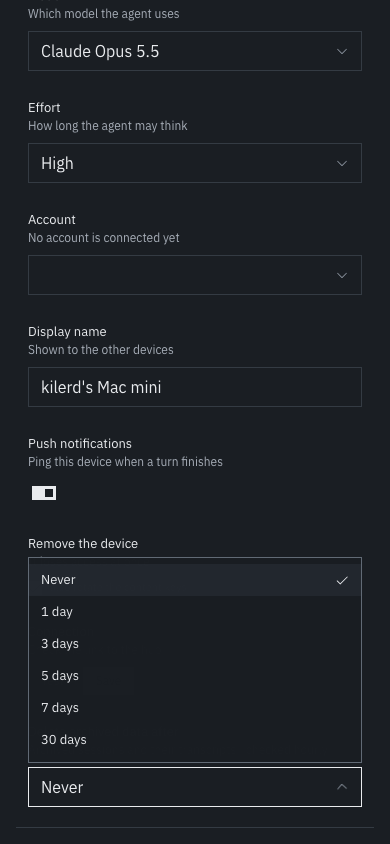 Which model the agent uses
Claude Opus 5.5
Effort
How long the agent may think
High
Account
No account is connected yet
Display name
Shown to the other devices
kilerd's Mac mini
Push notifications
Ping this device when a turn finishes
Remove the device
Never
1 day
3 days
5 days
7 days
30 days
Never